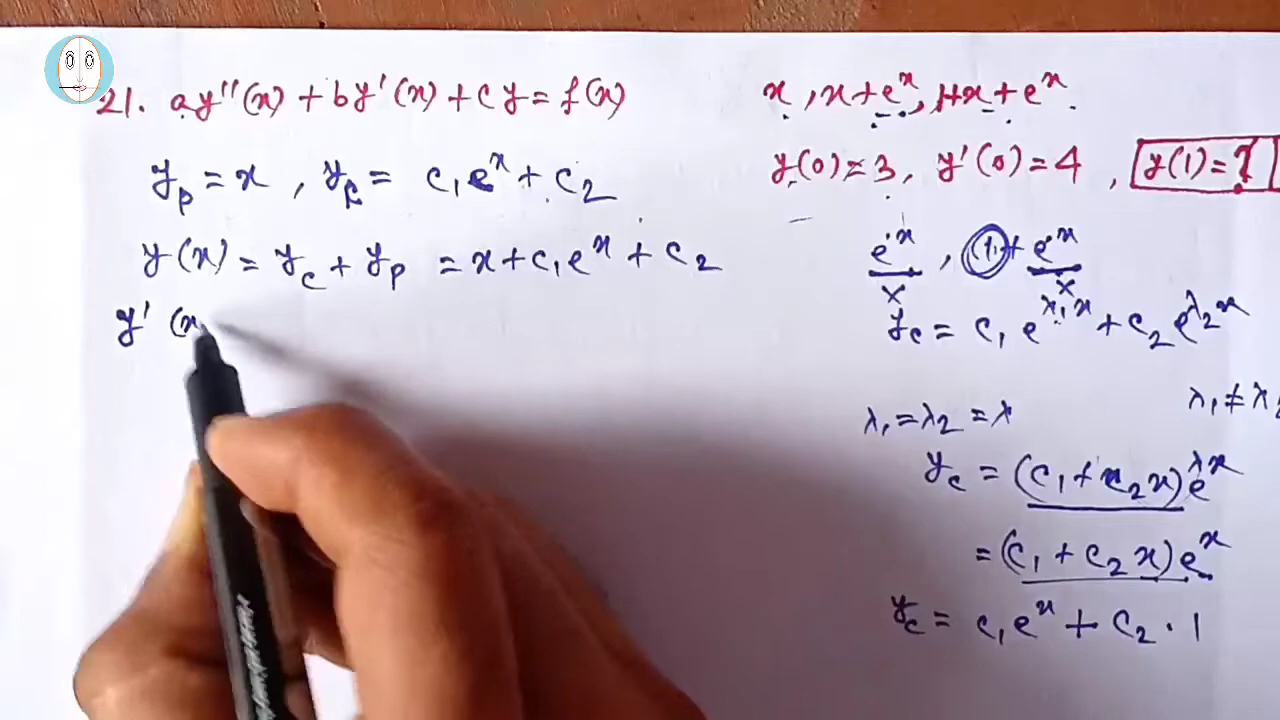 21. ay''(x) + by'(x) + cy = f(x)
x, x+e^x, 1+x+e^x.
y(0) = 3, y'(0) = 4, y(1) = ?
y_p = x, y_c = c_1 e^x + c_2
y(x) = y_c + y_p = x + c_1 e^x + c_2
y'(x
e^x, 1 + e^x
y_c = c_1 e^{λ_1 x} + c_2 e^{λ_2 x}
λ_1 ≠ λ_2
λ_1 = λ_2 = λ
y_c = (c_1 + c_2 x) e^{λx}
= (c_1 + c_2 x) e^x
y_c = c_1 e^x + c_2 . 1